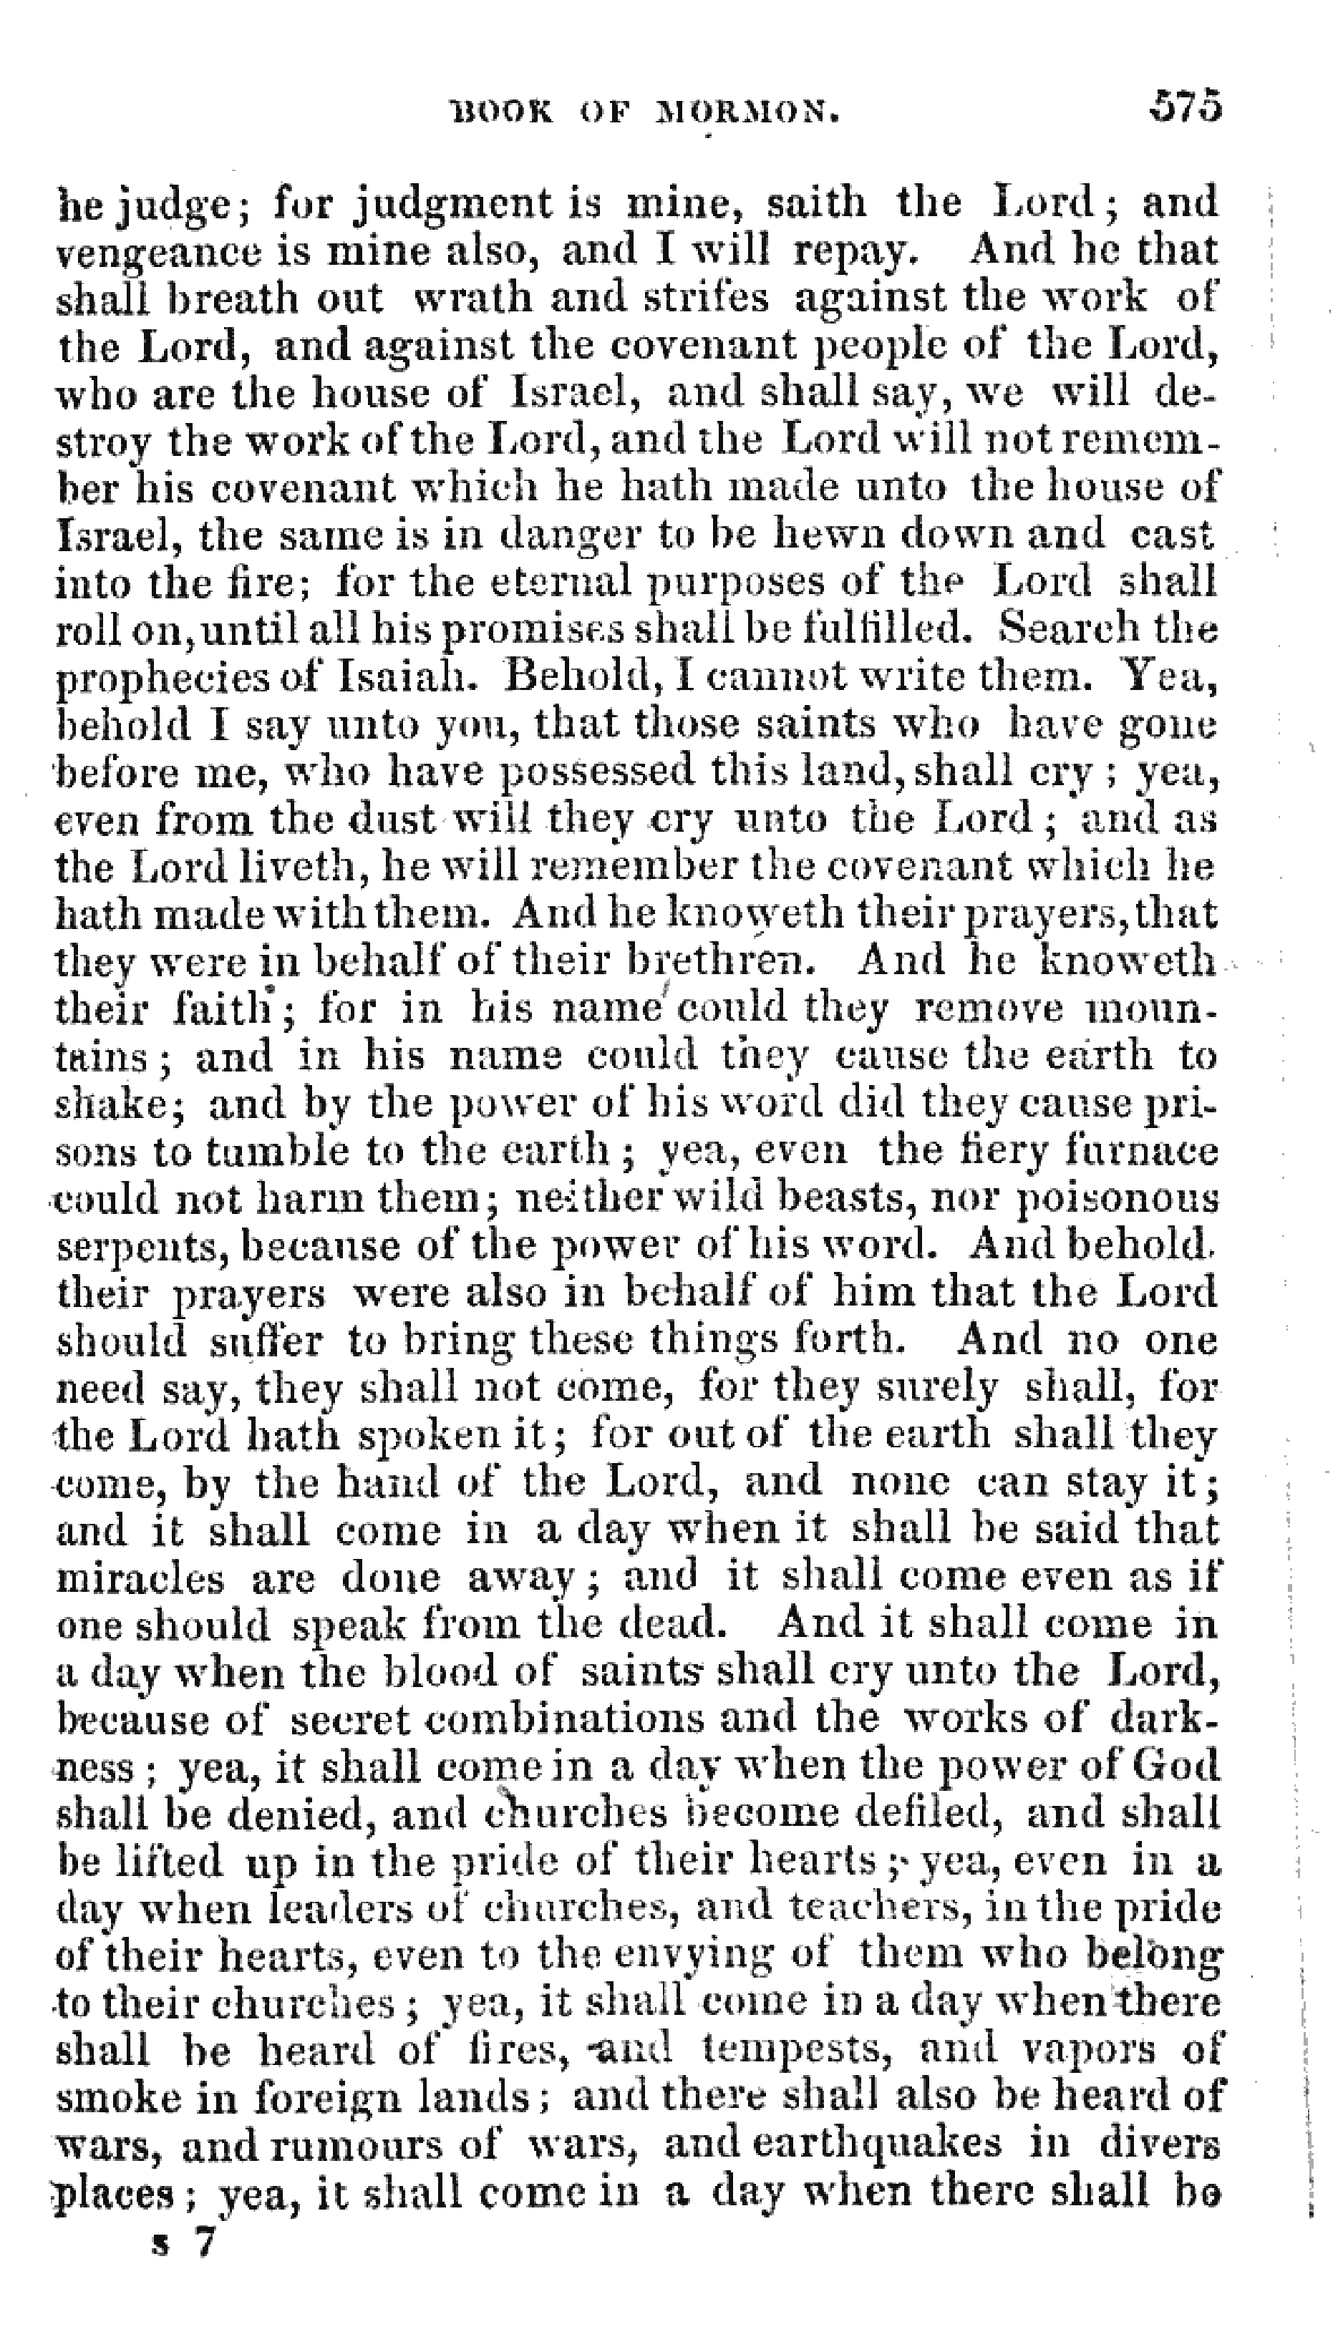 BOOK OF MORMON. 575
he judge; for judgment is mine, saith the Lord; and
vengeance is mine also, and I will repay. And he that
shall breath out wrath and strifes against the work of
the Lord, and against the covenant people of the Lord,
who are the house of Israel, and shall say, we will de-
stroy the work of the Lord, and the Lord will not remem-
ber his covenant which he hath made unto the house of
Israel, the same is in danger to be hewn down and cast
into the fire; for the eternal purposes of the Lord shall
roll on, until all his promises shall be fulfilled. Search the
prophecies of Isaiah. Behold, I cannot write them. Yea,
behold I say unto you, that those saints who have gone
before me, who have possessed this land, shall cry; yea,
even from the dust will they cry unto the Lord; and as
the Lord liveth, he will remember the covenant which he
hath made with them. And he knoweth their prayers, that
they were in behalf of their brethren. And he knoweth
their faith; for in his name could they remove moun-
tains; and in his name could they cause the earth to
shake; and by the power of his word did they cause pri-
sons to tumble to the earth; yea, even the fiery furnace
could not harm them; neither wild beasts, nor poisonous
serpents, because of the power of his word. And behold,
their prayers were also in behalf of him that the Lord
should suffer to bring these things forth. And no one
need say, they shall not come, for they surely shall, for
the Lord hath spoken it; for out of the earth shall they
come, by the hand of the Lord, and none can stay it;
and it shall come in a day when it shall be said that
miracles are done away; and it shall come even as if
one should speak from the dead. And it shall come in
a day when the blood of saints shall cry unto the Lord,
because of secret combinations and the works of dark-
ness; yea, it shall come in a day when the power of God
shall be denied, and churches become defiled, and shall
be lifted up in the pride of their hearts; yea, even in a
day when leaders of churches, and teachers, in the pride
of their hearts, even to the envying of them who belong
to their churches; yea, it shall come in a day when there
shall be heard of fires, and tempests, and vapors of
smoke in foreign lands; and there shall also be heard of
wars, and rumours of wars, and earthquakes in divers
places; yea, it shall come in a day when there shall be
s 7